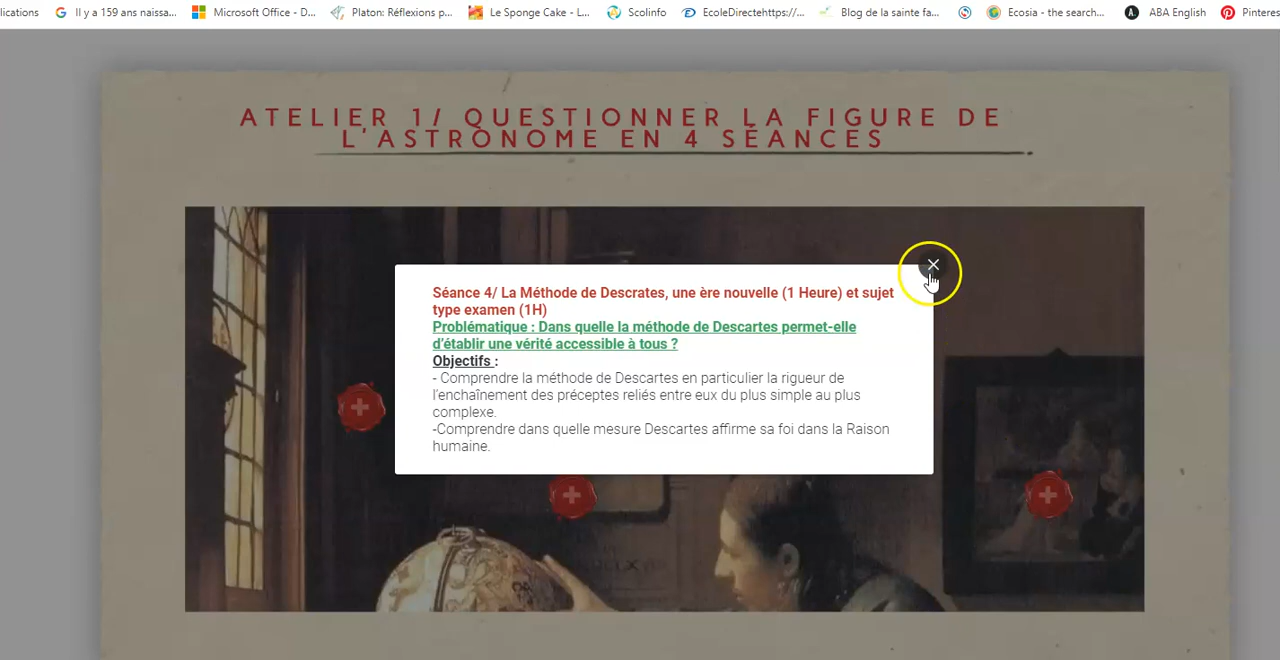 lications
Il y a 159 ans naissa...
Microsoft Office - D...
Platon: Réflexions p...
Le Sponge Cake - L...
Scolinfo
EcoleDirectehttps://...
Blog de la sainte fa...
Ecosia - the search...
A.
ABA English
Pinteres
ATELIER 1/ QUESTIONNER LA FIGURE DE
L'ASTRONOME EN 4 SÉANCES
Séance 4/ La Méthode de Descrates, une ère nouvelle (1 Heure) et sujet
type examen (1H)
Problématique : Dans quelle la méthode de Descartes permet-elle
d'établir une vérité accessible à tous ?
Objectifs :
- Comprendre la méthode de Descartes en particulier la rigueur de
l'enchaînement des préceptes reliés entre eux du plus simple au plus
complexe.
-Comprendre dans quelle mesure Descartes affirme sa foi dans la Raison
humaine.